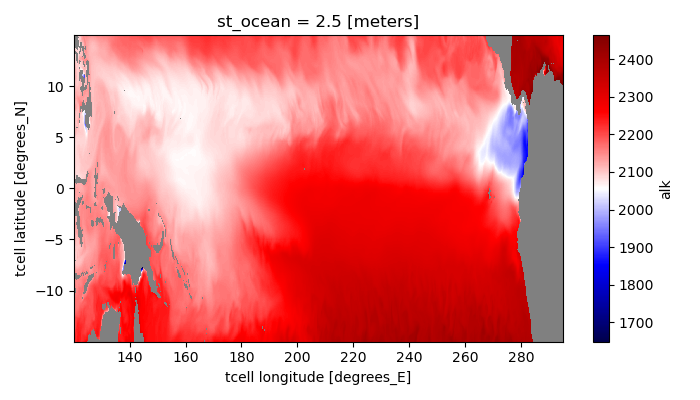 st_ocean = 2.5 [meters]
tcell latitude [degrees_N]
10
5
0
−5
−10
140 160 180 200 220 240 260 280
tcell longitude [degrees_E]
2400
2300
2200
2100
2000
1900
1800
1700
alk